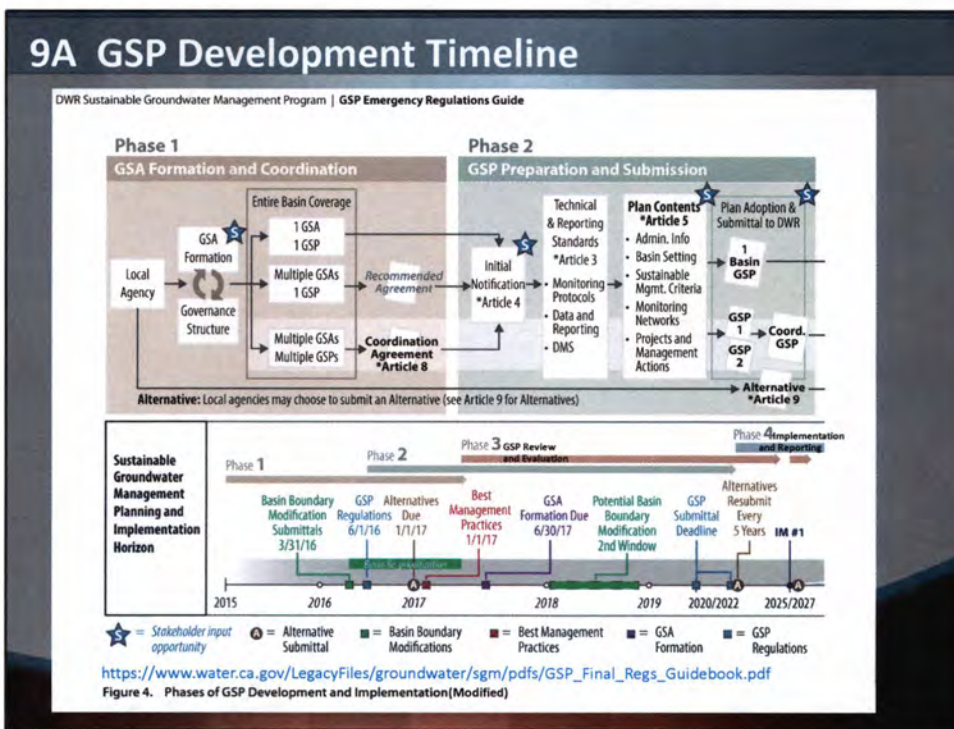 9A GSP Development Timeline
DWR Sustainable Groundwater Management Program | GSP Emergency Regulations Guide
Phase 1
GSA Formation and Coordination
Phase 2
GSP Preparation and Submission
Local
Agency
GSA
Formation
S
Governance
Structure
Entire Basin Coverage
1 GSA
1 GSP
Multiple GSAs
1 GSP
Multiple GSAs
Multiple GSPs
Recommended
Agreement
Coordination
Agreement
*Article 8
S
Initial
Notification
*Article 4
Technical
& Reporting
Standards
*Article 3
• Monitoring
Protocols
• Data and
Reporting
• DMS
S
Plan Contents
*Article 5
• Admin. Info
• Basin Setting
• Sustainable
Mgmt. Criteria
• Monitoring
Networks
• Projects and
Management
Actions
S
Plan Adoption &
Submittal to DWR
1
Basin
GSP
GSP
1
GSP
2
Coord.
GSP
Alternative
*Article 9
Alternative: Local agencies may choose to submit an Alternative (see Article 9 for Alternatives)
Sustainable
Groundwater
Management
Planning and
Implementation
Horizon
Phase 1
Phase 2
Phase 3 GSP Review
and Evaluation
Phase 4 Implementation
and Reporting
Basin Boundary
Modification
Submittals
3/31/16
GSP
Regulations
6/1/16
Alternatives
Due
1/1/17
Best
Management
Practices
1/1/17
GSA
Formation Due
6/30/17
Potential Basin
Boundary
Modification
2nd Window
GSP
Submittal
Deadline
Alternatives
Resubmit
Every
5 Years
IM #1
A
A
A
2015
2016
2017
2018
2019
2020/2022
2025/2027
S = Stakeholder input
opportunity
A = Alternative
Submittal
= Basin Boundary
Modifications
= Best Management
Practices
= GSA
Formation
= GSP
Regulations
https://www.water.ca.gov/LegacyFiles/groundwater/sgm/pdfs/GSP_Final_Regs_Guidebook.pdf
Figure 4. Phases of GSP Development and Implementation(Modified)